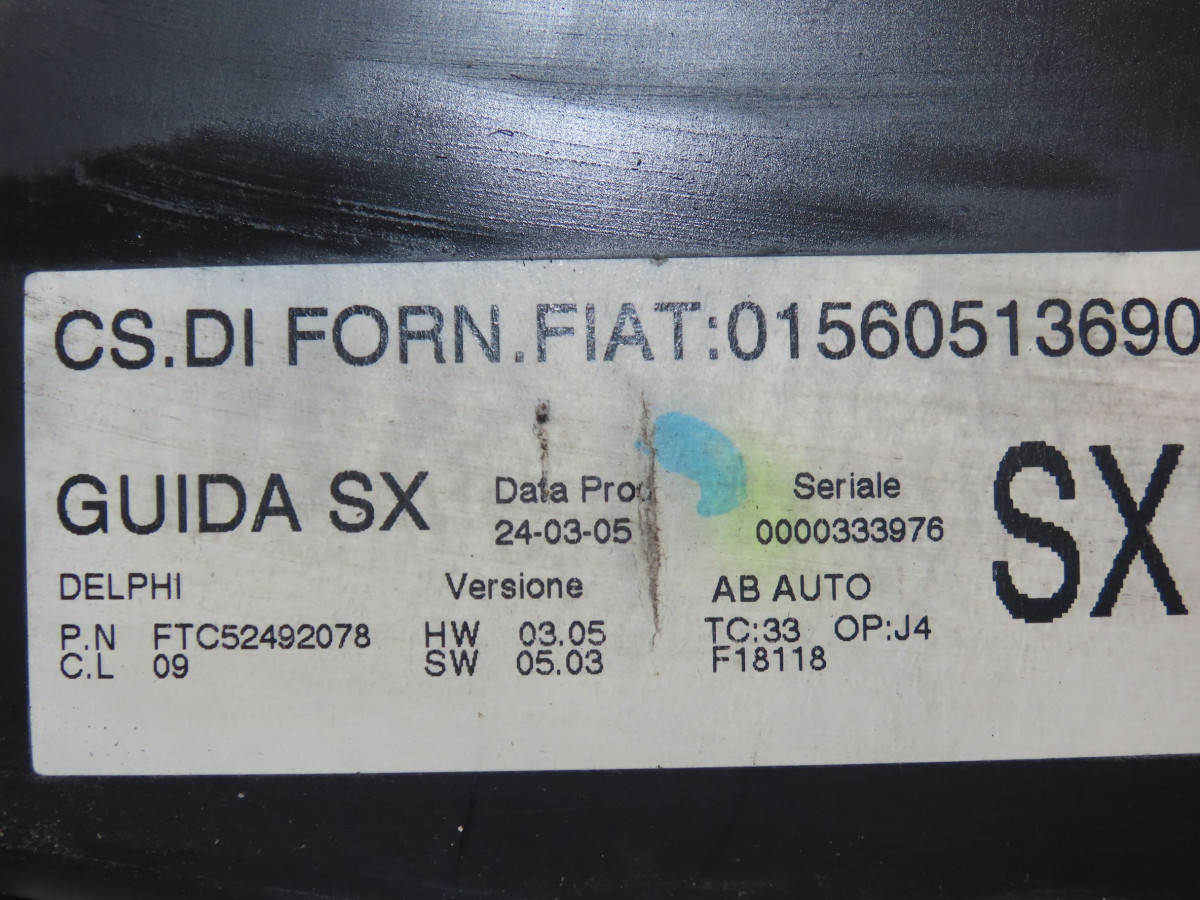 CS.DI FORN.FIAT:01560513690
GUIDA SX
Data Prod
24-03-05
Seriale
0000333976
SX
DELPHI
Versione
AB AUTO
P.N FTC52492078
HW 03.05
TC:33 OP:J4
C.L 09
SW 05.03
F18118